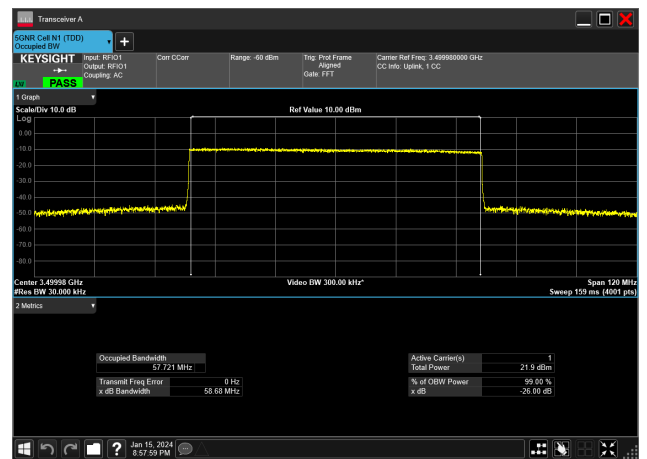 Transceiver A
5GNR Cell N1 (TDD)
Occupied BW
KEYSIGHT
Input: RFIO1
Output: RFIO1
Coupling: AC
Corr CCorr
Range: -60 dBm
Trig: Prot Frame
Aligned
Gate: FFT
Carrier Ref Freq: 3.499980000 GHz
CC Info: Uplink, 1 CC
PASS
1 Graph
Scale/Div 10.0 dB
Ref Value 10.00 dBm
Log
0.00
-10.0
-20.0
-30.0
-40.0
-50.0
-60.0
-70.0
-80.0
Center 3.49998 GHz
Video BW 300.00 kHz*
Span 120 MHz
#Res BW 30.000 kHz
Sweep 159 ms (4001 pts)
2 Metrics
Occupied Bandwidth
57.721 MHz
Transmit Freq Error 0 Hz
x dB Bandwidth 58.68 MHz
Active Carrier(s) 1
Total Power 21.9 dBm
% of OBW Power 99.00 %
x dB -26.00 dB
Jan 15, 2024
8:57:59 PM